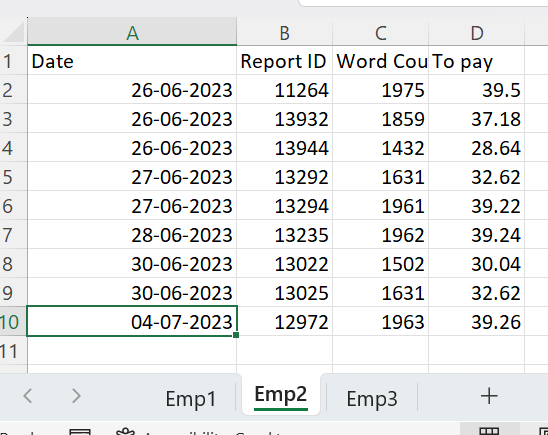 A B C D
1 Date Report ID Word Cou To pay
2 26-06-2023 11264 1975 39.5
3 26-06-2023 13932 1859 37.18
4 26-06-2023 13944 1432 28.64
5 27-06-2023 13292 1631 32.62
6 27-06-2023 13294 1961 39.22
7 28-06-2023 13235 1962 39.24
8 30-06-2023 13022 1502 30.04
9 30-06-2023 13025 1631 32.62
10 04-07-2023 12972 1963 39.26
11
Emp1 Emp2 Emp3